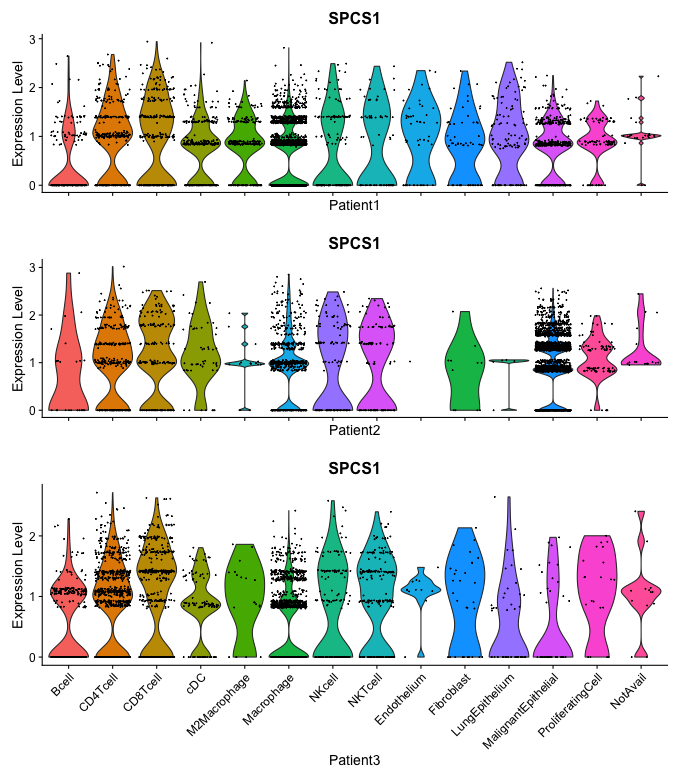 SPCS1
Expression Level
3
2
1
0
Patient1
SPCS1
Expression Level
3
2
1
0
Patient2
SPCS1
Expression Level
2
1
0
Bcell
CD4Tcell
CD8Tcell
cDC
M2Macrophage
Macrophage
NKcell
NKTcell
Endothelium
Fibroblast
LungEpithelium
MalignantEpithelial
ProliferatingCell
NotAvail
Patient3